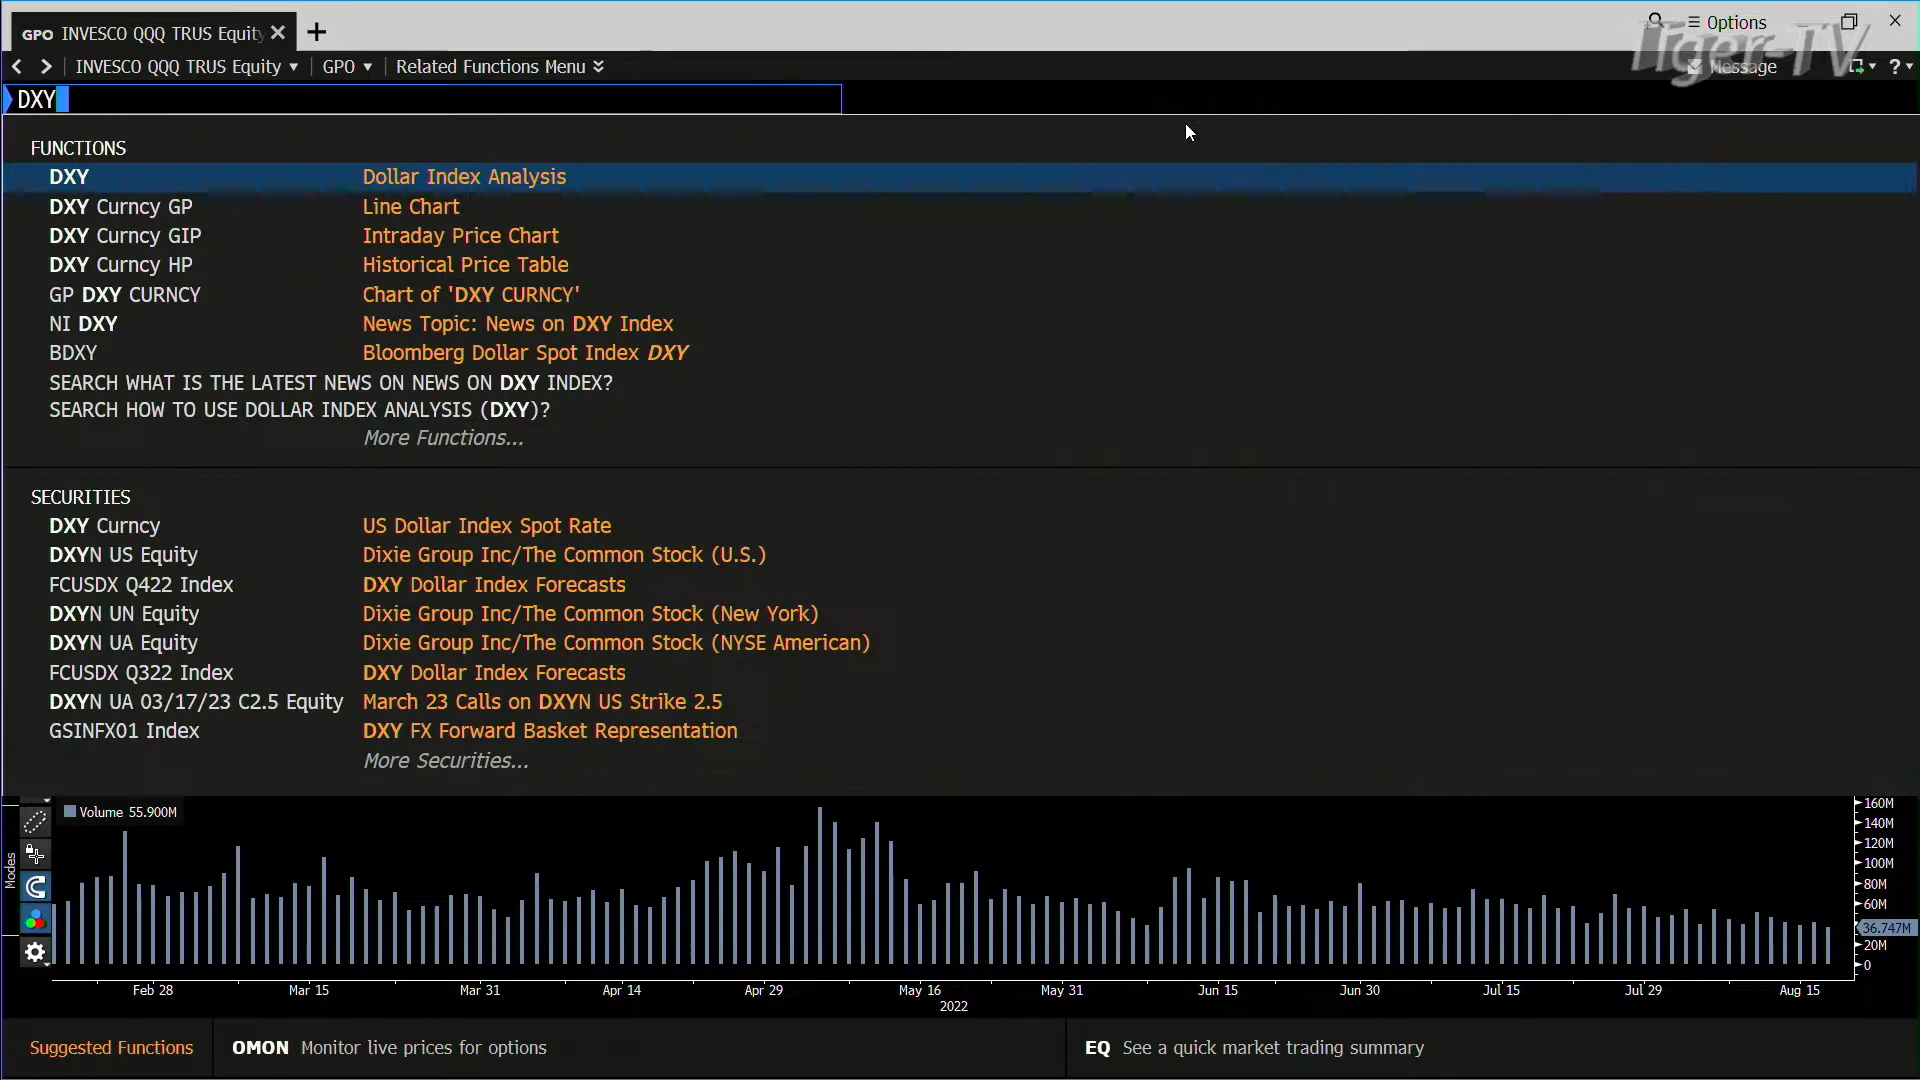 GPO INVESCO QQQ TRUS Equity
Options
INVESCO QQQ TRUS Equity GPO Related Functions Menu
Message ?
Tiger-TV
DXY
FUNCTIONS
DXY Dollar Index Analysis
DXY Curncy GP Line Chart
DXY Curncy GIP Intraday Price Chart
DXY Curncy HP Historical Price Table
GP DXY CURNCY Chart of 'DXY CURNCY'
NI DXY News Topic: News on DXY Index
BDXY Bloomberg Dollar Spot Index DXY
SEARCH WHAT IS THE LATEST NEWS ON NEWS ON DXY INDEX?
SEARCH HOW TO USE DOLLAR INDEX ANALYSIS (DXY)?
More Functions...
SECURITIES
DXY Curncy US Dollar Index Spot Rate
DXYN US Equity Dixie Group Inc/The Common Stock (U.S.)
FCUSDX Q422 Index DXY Dollar Index Forecasts
DXYN UN Equity Dixie Group Inc/The Common Stock (New York)
DXYN UA Equity Dixie Group Inc/The Common Stock (NYSE American)
FCUSDX Q322 Index DXY Dollar Index Forecasts
DXYN UA 03/17/23 C2.5 Equity March 23 Calls on DXYN US Strike 2.5
GSINFX01 Index DXY FX Forward Basket Representation
More Securities...
Volume 55.900M
Modes
160M
140M
120M
100M
80M
60M
36.747M
20M
0
Feb 28 Mar 15 Mar 31 Apr 14 Apr 29 May 16 May 31 Jun 15 Jun 30 Jul 15 Jul 29 Aug 15
2022
Suggested Functions OMON Monitor live prices for options EQ See a quick market trading summary